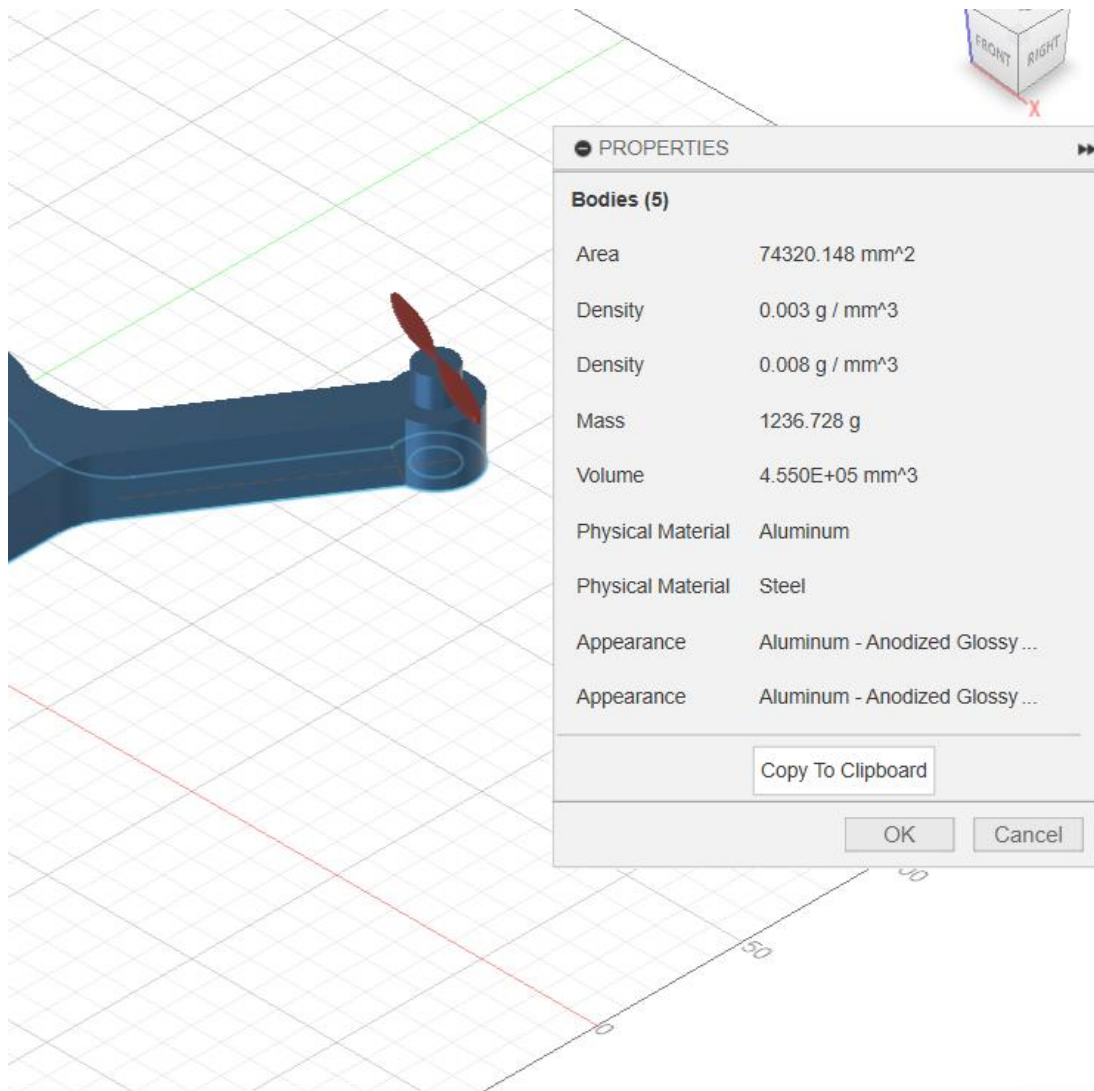 FRONT
RIGHT
X
PROPERTIES
Bodies (5)
Area 74320.148 mm^2
Density 0.003 g / mm^3
Density 0.008 g / mm^3
Mass 1236.728 g
Volume 4.550E+05 mm^3
Physical Material Aluminum
Physical Material Steel
Appearance Aluminum - Anodized Glossy ...
Appearance Aluminum - Anodized Glossy ...
Copy To Clipboard
OK Cancel
50
0